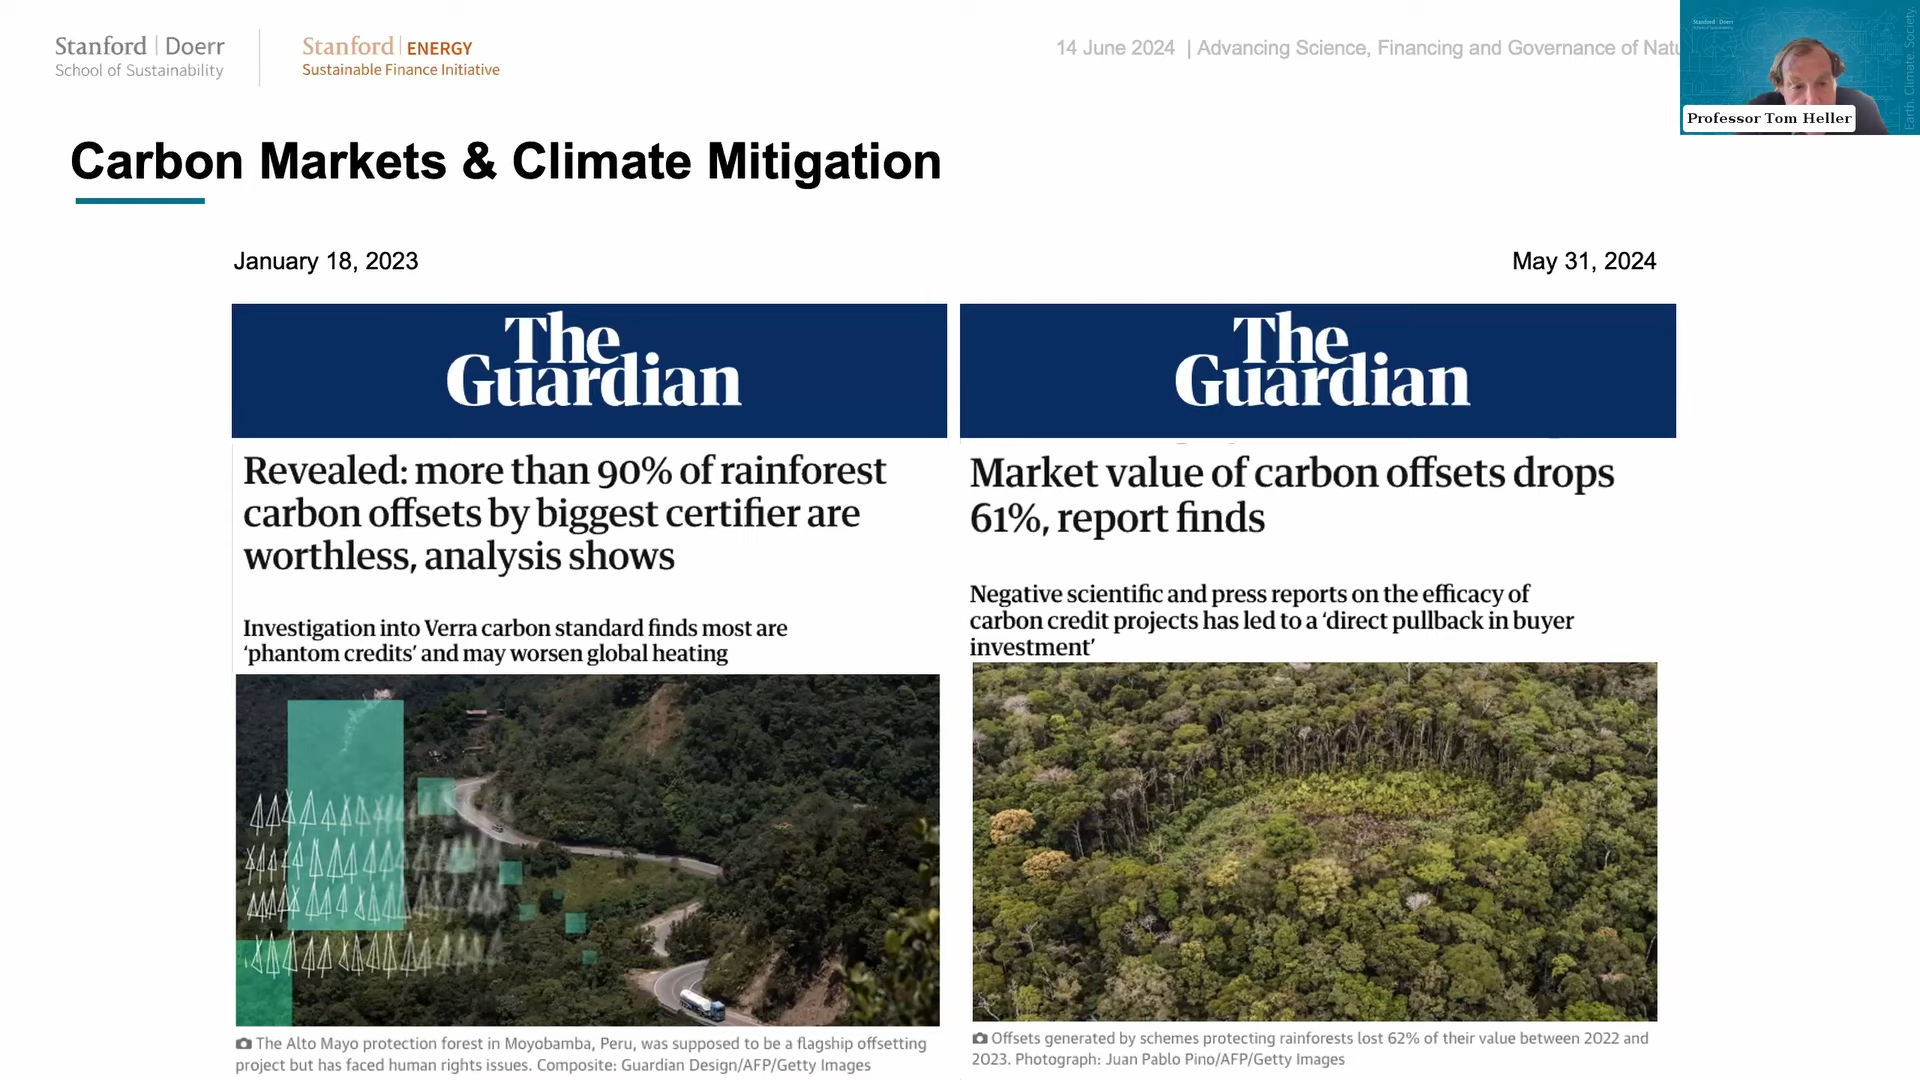 Stanford | Doerr
School of Sustainability
Stanford | ENERGY
Sustainable Finance Initiative
14 June 2024 | Advancing Science, Financing and Governance of Natu
Stanford | Doerr
Earth. Climate. Society.
Professor Tom Heller
Carbon Markets & Climate Mitigation
January 18, 2023
May 31, 2024
The
Guardian
Revealed: more than 90% of rainforest
carbon offsets by biggest certifier are
worthless, analysis shows
Investigation into Verra carbon standard finds most are
‘phantom credits’ and may worsen global heating
The Alto Mayo protection forest in Moyobamba, Peru, was supposed to be a flagship offsetting
project but has faced human rights issues. Composite: Guardian Design/AFP/Getty Images
The
Guardian
Market value of carbon offsets drops
61%, report finds
Negative scientific and press reports on the efficacy of
carbon credit projects has led to a ‘direct pullback in buyer
investment’
Offsets generated by schemes protecting rainforests lost 62% of their value between 2022 and
2023. Photograph: Juan Pablo Pino/AFP/Getty Images